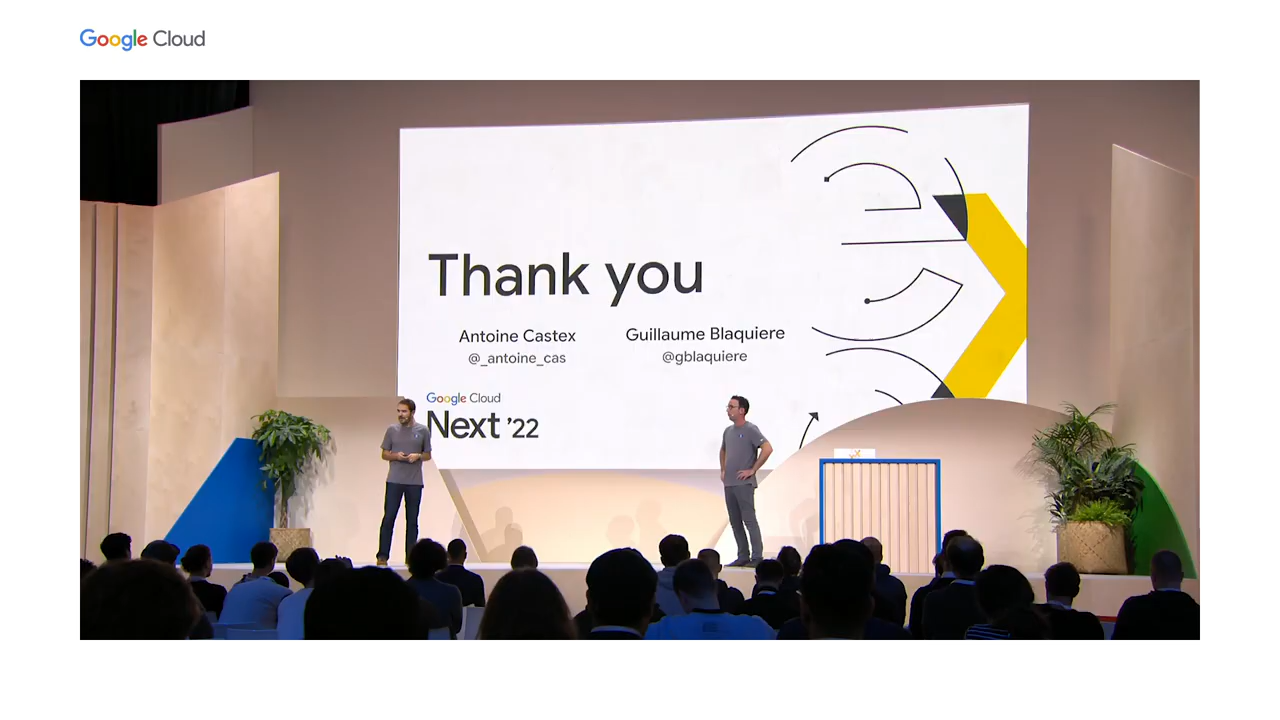 Google Cloud
Thank you
Antoine Castex
Guillaume Blaquiere
@_antoine_cas
@gblaquiere
Google Cloud
Next ’22